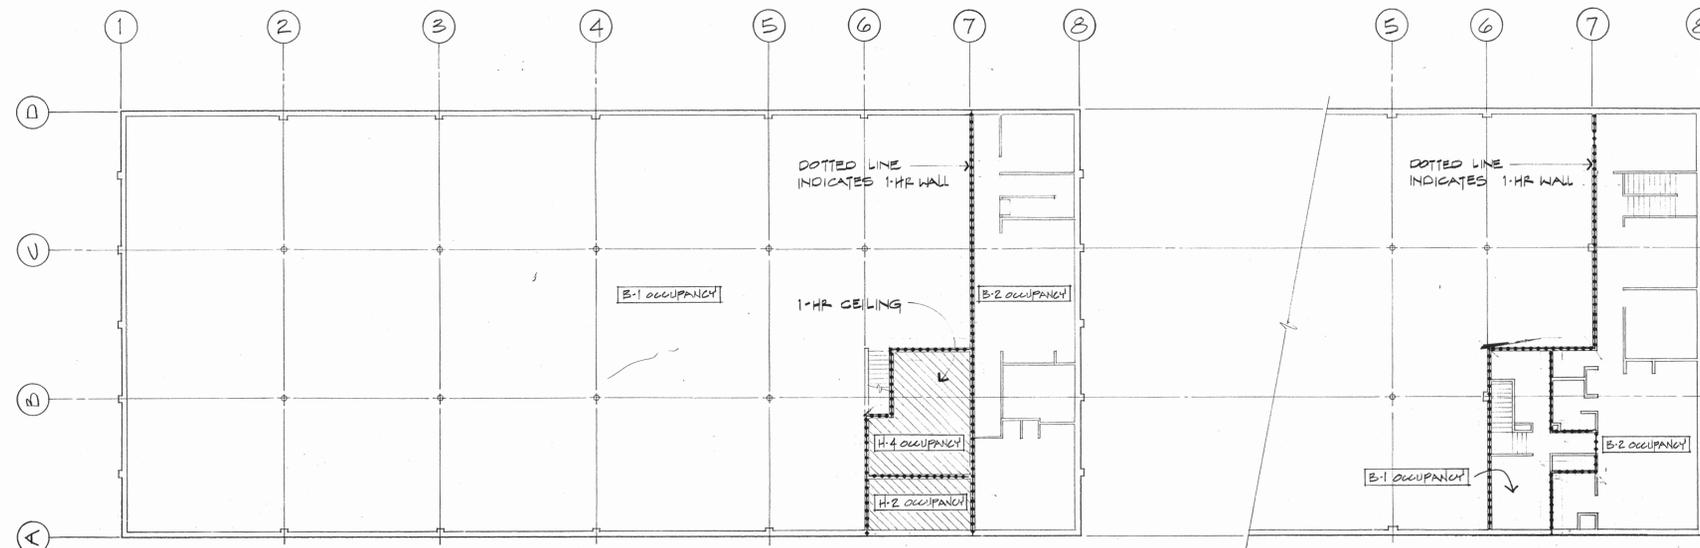 1 2 3 4 5 6 7 8
5 6 7 8
D
C
B
A
DOTTED LINE
INDICATES 1-HR WALL
B-1 OCCUPANCY
1-HR CEILING
B-2 OCCUPANCY
H-4 OCCUPANCY
H-2 OCCUPANCY
DOTTED LINE
INDICATES 1-HR WALL
B-2 OCCUPANCY
B-1 OCCUPANCY